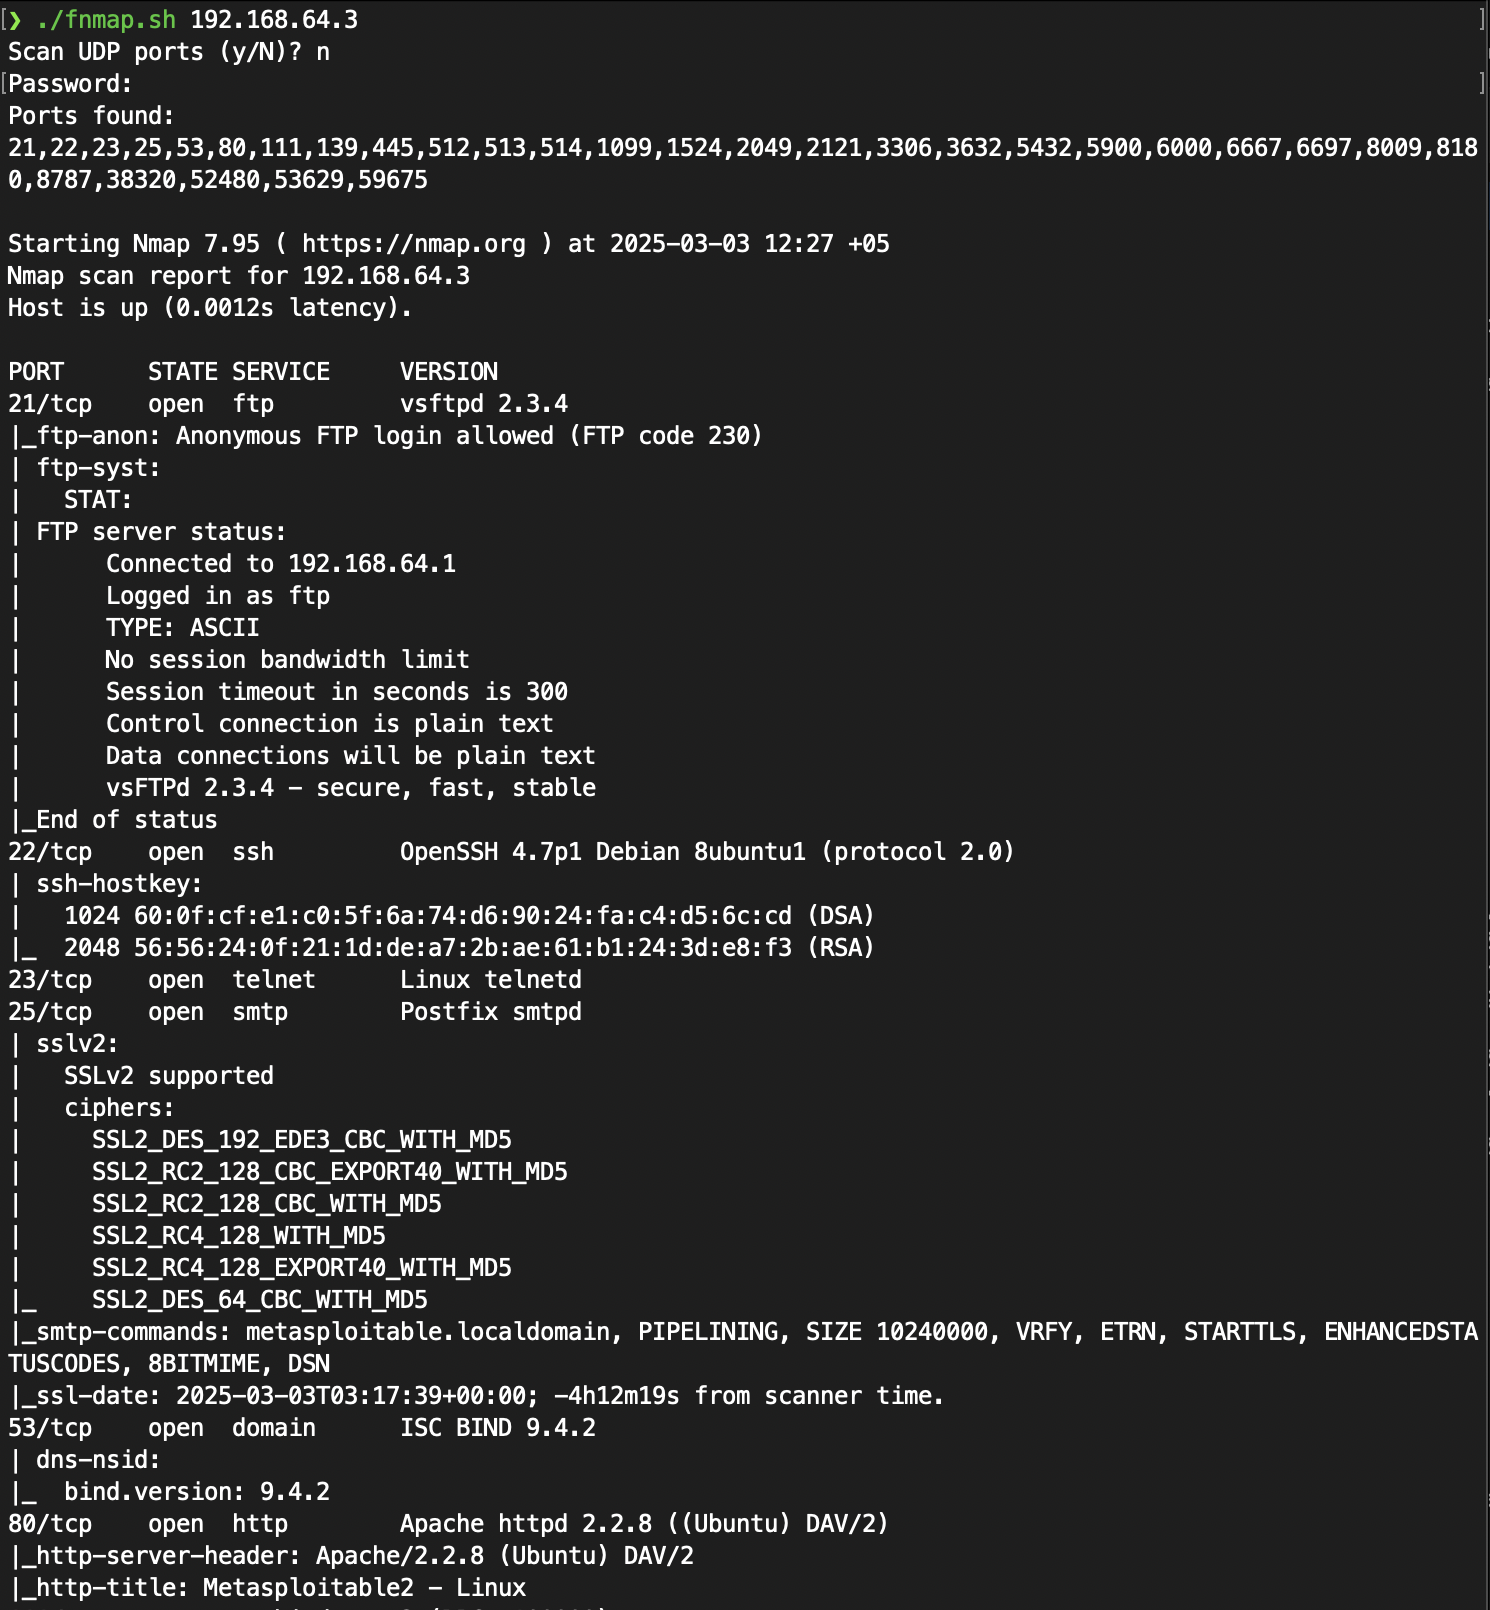 ❯ ./fnmap.sh 192.168.64.3
Scan UDP ports (y/N)? n
Password:
Ports found:
21,22,23,25,53,80,111,139,445,512,513,514,1099,1524,2049,2121,3306,3632,5432,5900,6000,6667,6697,8009,818
0,8787,38320,52480,53629,59675
Starting Nmap 7.95 ( https://nmap.org ) at 2025-03-03 12:27 +05
Nmap scan report for 192.168.64.3
Host is up (0.0012s latency).
PORT      STATE SERVICE     VERSION
21/tcp    open  ftp         vsftpd 2.3.4
|_ftp-anon: Anonymous FTP login allowed (FTP code 230)
| ftp-syst:
|   STAT:
| FTP server status:
|      Connected to 192.168.64.1
|      Logged in as ftp
|      TYPE: ASCII
|      No session bandwidth limit
|      Session timeout in seconds is 300
|      Control connection is plain text
|      Data connections will be plain text
|      vsFTPd 2.3.4 - secure, fast, stable
|_End of status
22/tcp    open  ssh         OpenSSH 4.7p1 Debian 8ubuntu1 (protocol 2.0)
| ssh-hostkey:
|   1024 60:0f:cf:e1:c0:5f:6a:74:d6:90:24:fa:c4:d5:6c:cd (DSA)
|_  2048 56:56:24:0f:21:1d:de:a7:2b:ae:61:b1:24:3d:e8:f3 (RSA)
23/tcp    open  telnet      Linux telnetd
25/tcp    open  smtp        Postfix smtpd
| sslv2:
|   SSLv2 supported
|   ciphers:
|     SSL2_DES_192_EDE3_CBC_WITH_MD5
|     SSL2_RC2_128_CBC_EXPORT40_WITH_MD5
|     SSL2_RC2_128_CBC_WITH_MD5
|     SSL2_RC4_128_WITH_MD5
|     SSL2_RC4_128_EXPORT40_WITH_MD5
|_    SSL2_DES_64_CBC_WITH_MD5
|_smtp-commands: metasploitable.localdomain, PIPELINING, SIZE 10240000, VRFY, ETRN, STARTTLS, ENHANCEDSTA
TUSCODES, 8BITMIME, DSN
|_ssl-date: 2025-03-03T03:17:39+00:00; -4h12m19s from scanner time.
53/tcp    open  domain      ISC BIND 9.4.2
| dns-nsid:
|_  bind.version: 9.4.2
80/tcp    open  http        Apache httpd 2.2.8 ((Ubuntu) DAV/2)
|_http-server-header: Apache/2.2.8 (Ubuntu) DAV/2
|_http-title: Metasploitable2 - Linux